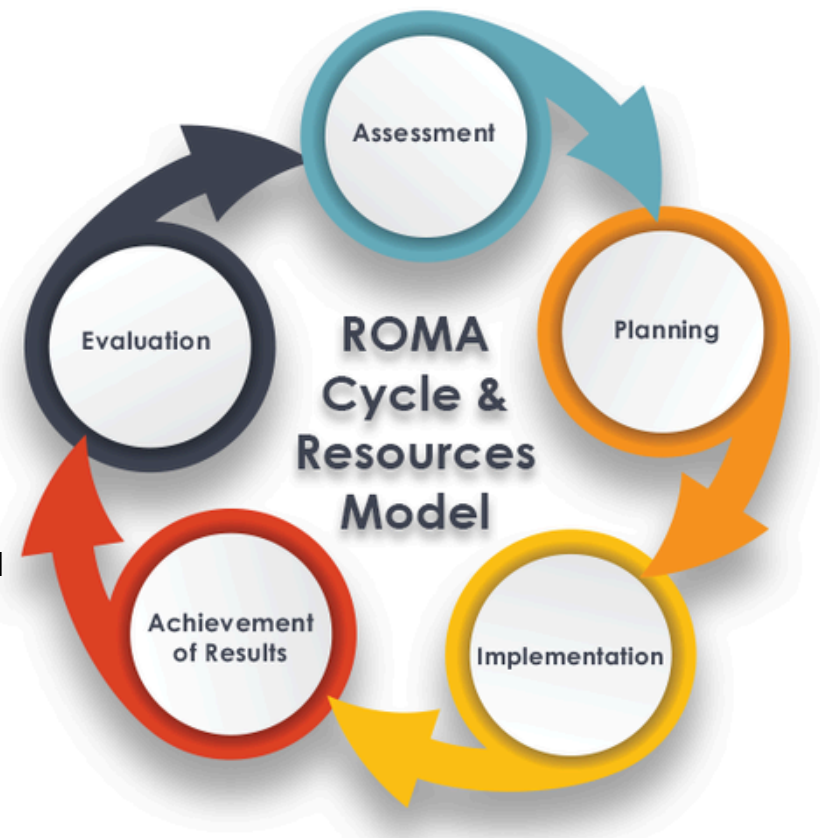 Assessment
Planning
Implementation
Achievement
of Results
Evaluation
ROMA
Cycle &
Resources
Model